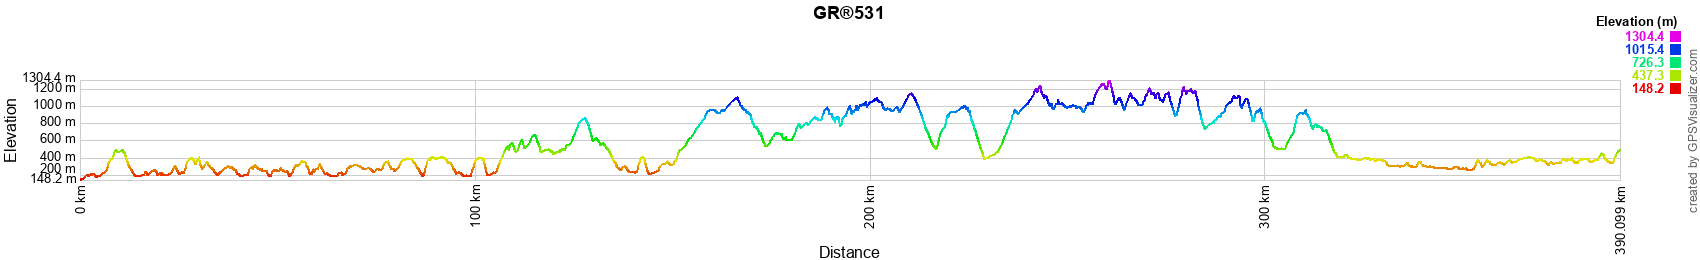 GR®531
Elevation (m)
1304.4
1015.4
726.3
437.3
148.2
Elevation
1304.4 m
1200 m
1000 m
800 m
600 m
400 m
200 m
148.2 m
0 km
100 km
200 km
300 km
390.099 km
Distance
created by GPSVisualizer.com